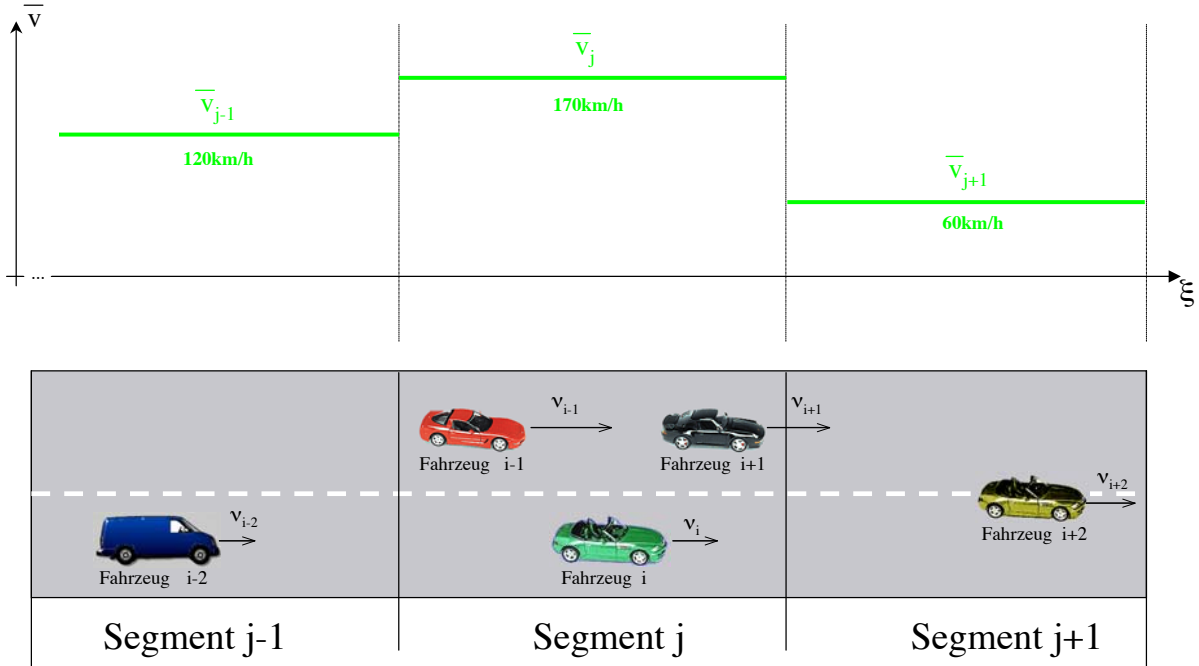 v̅
v̅j
170km/h
v̅j-1
120km/h
v̅j+1
60km/h
...
ξ
νi-1
νi+1
Fahrzeug i-1
Fahrzeug i+1
νi+2
Fahrzeug i+2
νi-2
νi
Fahrzeug i-2
Fahrzeug i
Segment j-1
Segment j
Segment j+1